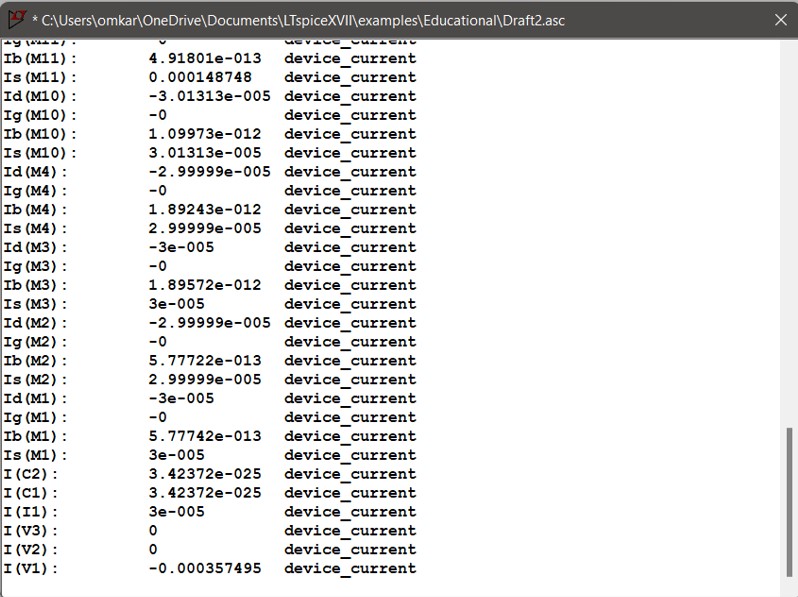 * C:\Users\omkar\OneDrive\Documents\LTspiceXVII\examples\Educational\Draft2.asc
Ig(M11): -0 device_current
Ib(M11): 4.91801e-013 device_current
Is(M11): 0.000148748 device_current
Id(M10): -3.01313e-005 device_current
Ig(M10): -0 device_current
Ib(M10): 1.09973e-012 device_current
Is(M10): 3.01313e-005 device_current
Id(M4): -2.99999e-005 device_current
Ig(M4): -0 device_current
Ib(M4): 1.89243e-012 device_current
Is(M4): 2.99999e-005 device_current
Id(M3): -3e-005 device_current
Ig(M3): -0 device_current
Ib(M3): 1.89572e-012 device_current
Is(M3): 3e-005 device_current
Id(M2): -2.99999e-005 device_current
Ig(M2): -0 device_current
Ib(M2): 5.77722e-013 device_current
Is(M2): 2.99999e-005 device_current
Id(M1): -3e-005 device_current
Ig(M1): -0 device_current
Ib(M1): 5.77742e-013 device_current
Is(M1): 3e-005 device_current
I(C2): 3.42372e-025 device_current
I(C1): 3.42372e-025 device_current
I(I1): 3e-005 device_current
I(V3): 0 device_current
I(V2): 0 device_current
I(V1): -0.000357495 device_current